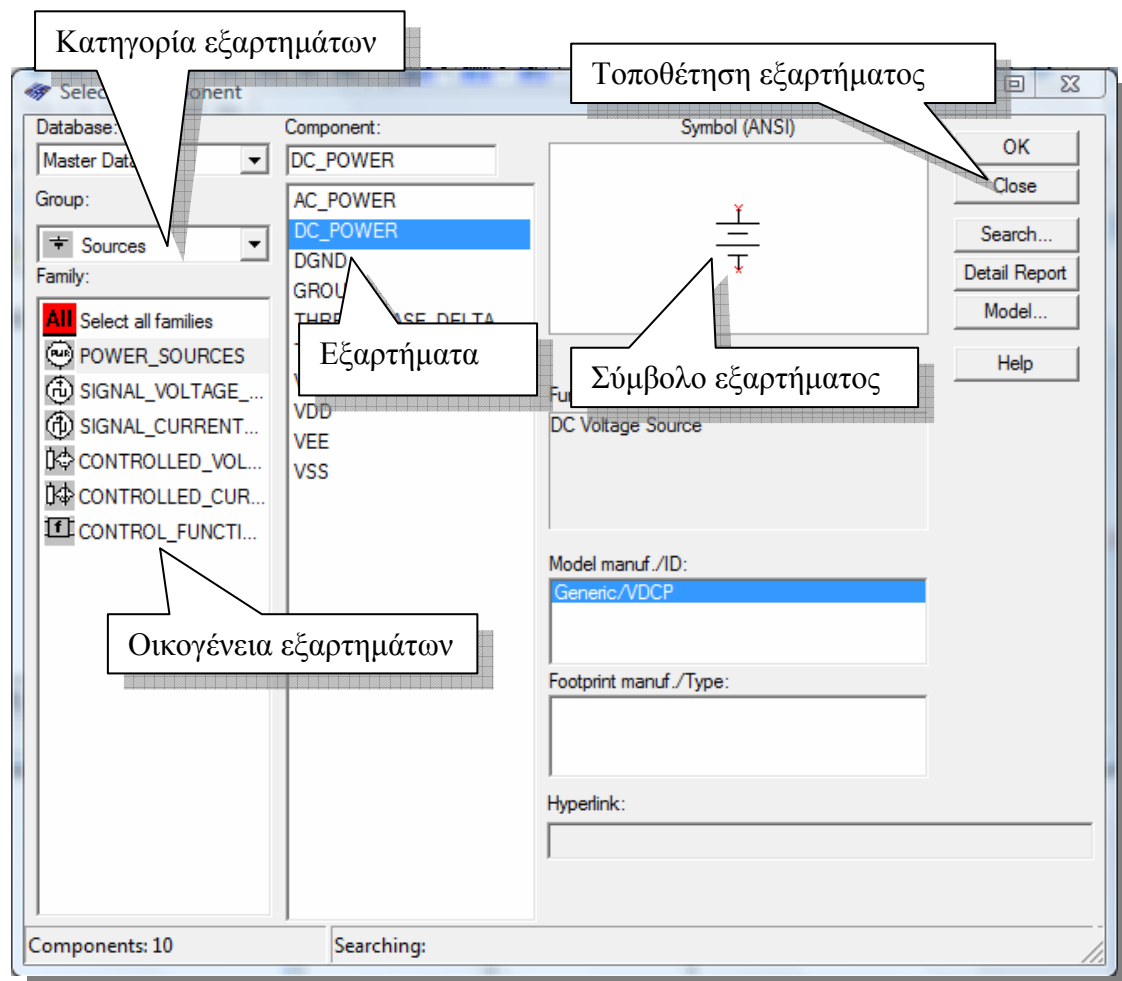 Κατηγορία εξαρτημάτων
Τοποθέτηση εξαρτήματος
Database:
Component:
Symbol (ANSI)
DC_POWER
OK
Close
Group:
AC_POWER
DC_POWER
Sources
Search...
Family:
DGND
Detail Report
Select all families
Model...
All
POWER_SOURCES
Εξαρτήματα
Σύμβολο εξαρτήματος
Help
SIGNAL_VOLTAGE_...
VDD
SIGNAL_CURRENT...
DC Voltage Source
VEE
CONTROLLED_VOL...
VSS
CONTROLLED_CUR...
CONTROL_FUNCTI...
Model manuf./ID:
Generic/VDCP
Οικογένεια εξαρτημάτων
Footprint manuf./Type:
Hyperlink:
Components: 10
Searching: